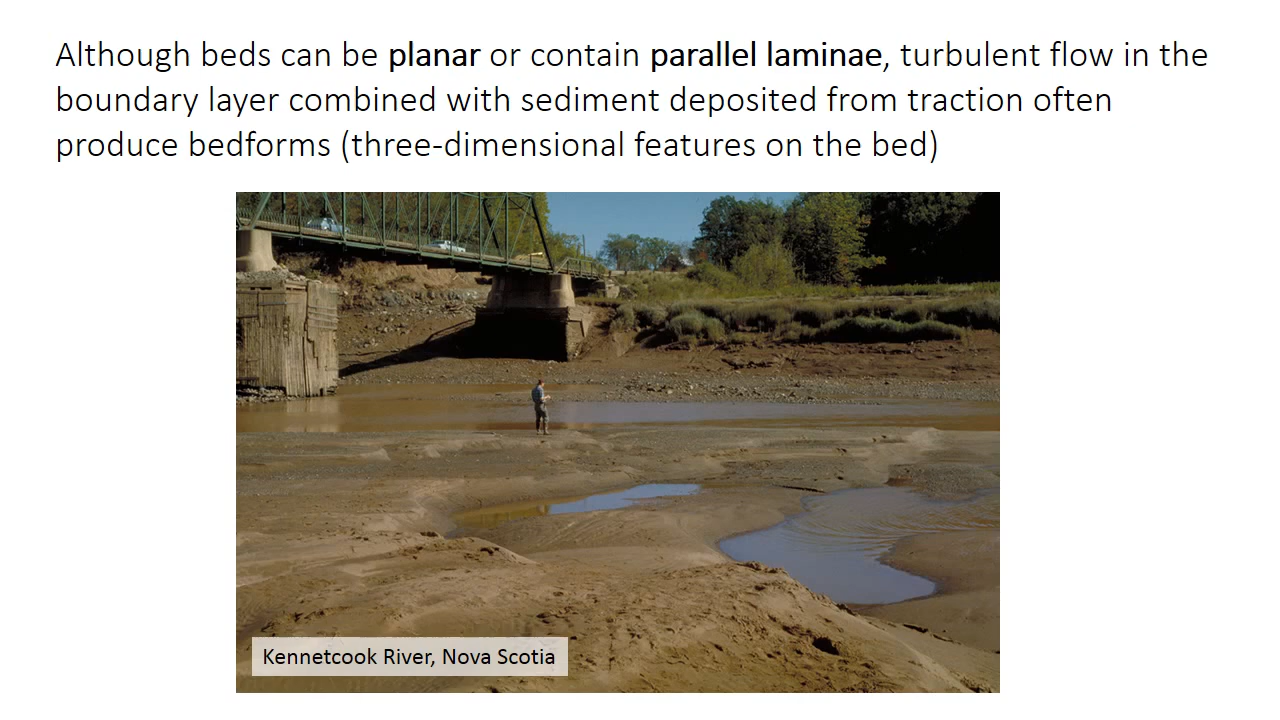 Although beds can be planar or contain parallel laminae, turbulent flow in the
boundary layer combined with sediment deposited from traction often
produce bedforms (three-dimensional features on the bed)
Kennetcook River, Nova Scotia